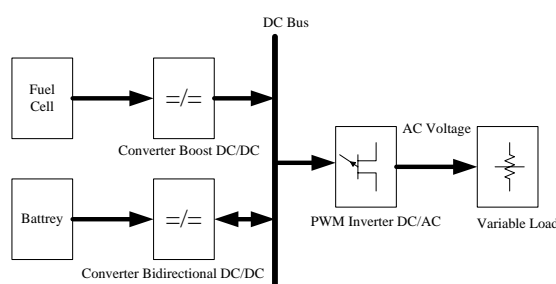 DC Bus
Fuel
Cell
=/=
Converter Boost DC/DC
AC Voltage
Battrey
=/=
Converter Bidirectional DC/DC
PWM Inverter DC/AC
Variable Load